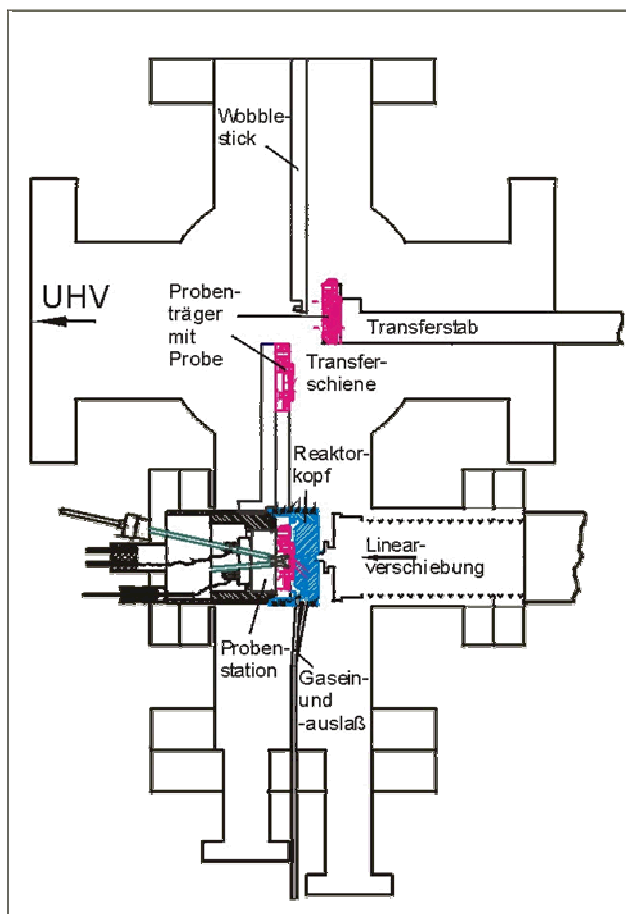 Wobble-
stick
UHV
Proben-
träger
mit
Probe
Transferstab
Transfer-
schiene
Reaktor-
kopf
Linear-
verschiebung
Proben-
station
Gasein-
und
-auslaß